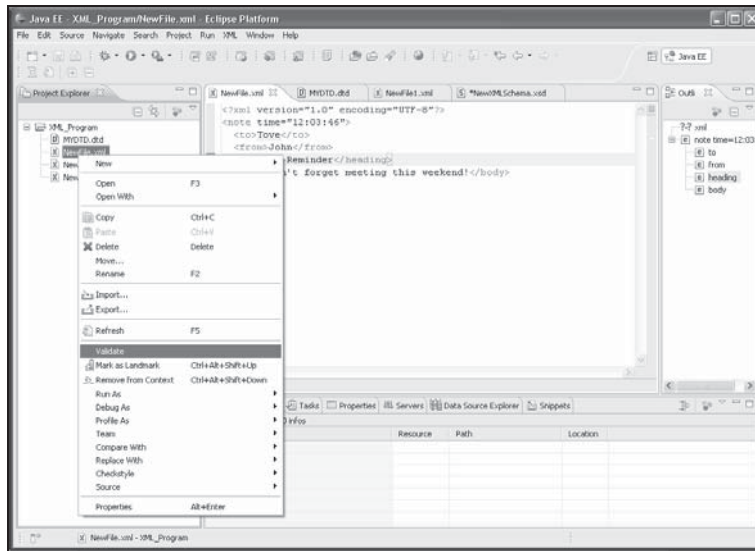 Java EE - XML_Program/NewFile.xml - Eclipse Platform
File Edit Source Navigate Search Project Run XML Window Help
Java EE
Project Explorer
NewFile.xml
MYDTD.dtd
NewFile1.xml
*NewXMLSchema.xsd
Outli
XML_Program
MYDTD.dtd
NewFile.xml
New
New
<?xml version="1.0" encoding="UTF-8"?>
<note time="12:03:46">
<to>Tove</to>
<from>John</from>
Reminder</heading>
n't forget meeting this weekend!</body>
?-? xml
note time=12:03
to
from
heading
body
New
Open F3
Open With
Copy Ctrl+C
Paste Ctrl+V
Delete Delete
Move...
Rename F2
Import...
Export...
Refresh F5
Validate
Mark as Landmark Ctrl+Alt+Shift+Up
Remove from Context Ctrl+Alt+Shift+Down
Run As
Debug As
Profile As
Team
Compare With
Replace With
Checkstyle
Source
Properties Alt+Enter
Tasks Properties Servers Data Source Explorer Snippets
0 infos
Resource Path Location
NewFile.xml - XML_Program